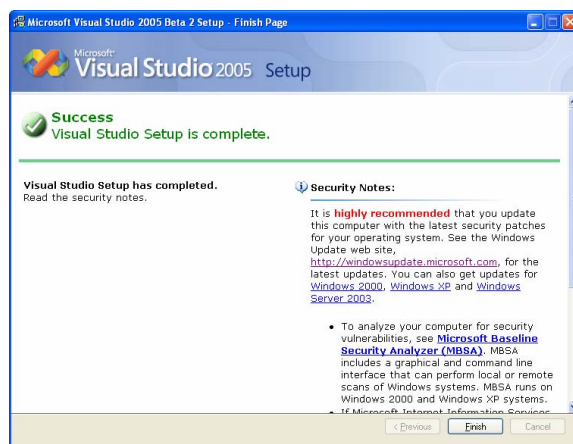 Microsoft Visual Studio 2005 Beta 2 Setup - Finish Page
Microsoft
Visual Studio 2005 Setup
Success
Visual Studio Setup is complete.
Visual Studio Setup has completed.
Read the security notes.
Security Notes:
It is highly recommended that you update
this computer with the latest security patches
for your operating system. See the Windows
Update web site,
http://windowsupdate.microsoft.com, for the
latest updates. You can also get updates for
Windows 2000, Windows XP and Windows
Server 2003.
• To analyze your computer for security
vulnerabilities, see Microsoft Baseline
Security Analyzer (MBSA). MBSA
includes a graphical and command line
interface that can perform local or remote
scans of Windows systems. MBSA runs on
Windows 2000 and Windows XP systems.
• If Microsoft Internet Information Services
< Previous
Finish
Cancel